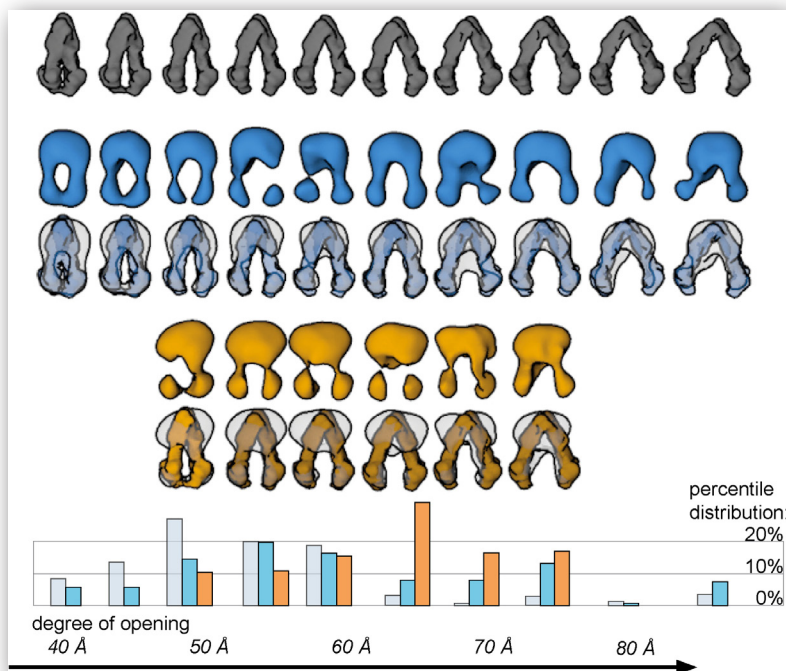 percentile
distribution:
20%
10%
0%
degree of opening
40 Å
50 Å
60 Å
70 Å
80 Å